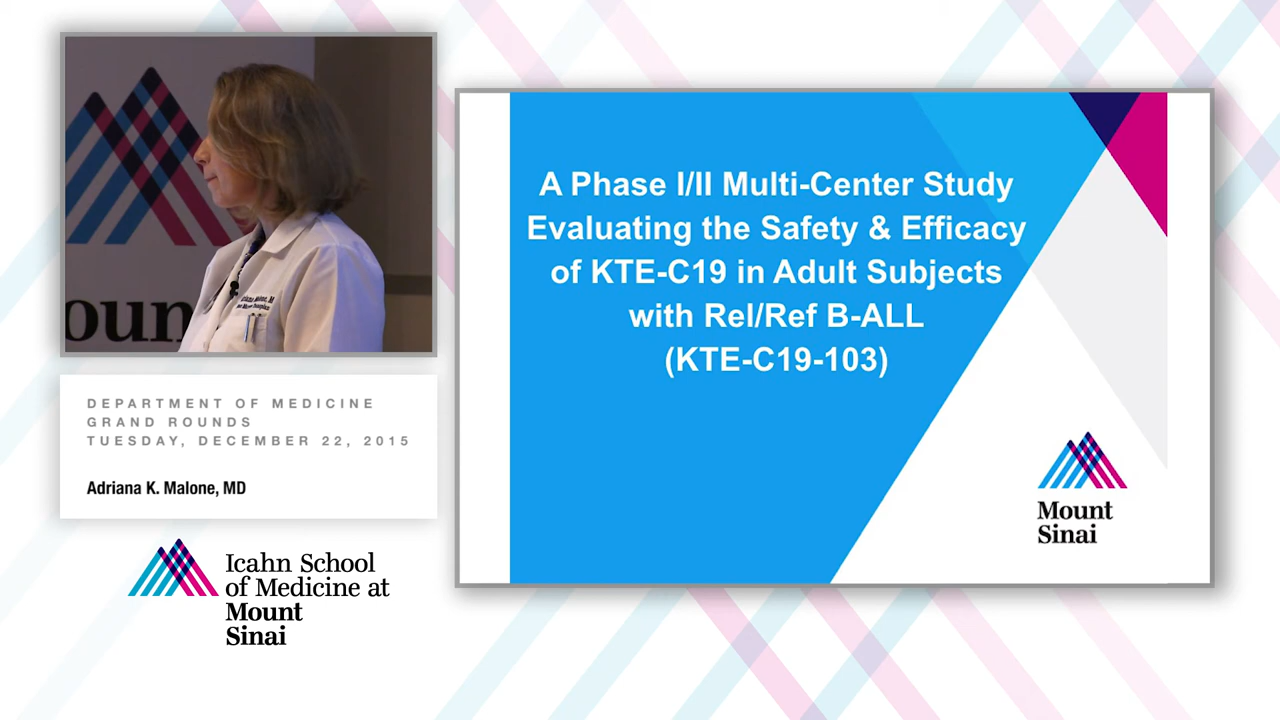 oun
DEPARTMENT OF MEDICINE
GRAND ROUNDS
TUESDAY, DECEMBER 22, 2015
Adriana K. Malone, MD
Icahn School
of Medicine at
Mount
Sinai
A Phase I/II Multi-Center Study
Evaluating the Safety & Efficacy
of KTE-C19 in Adult Subjects
with Rel/Ref B-ALL
(KTE-C19-103)
Mount
Sinai